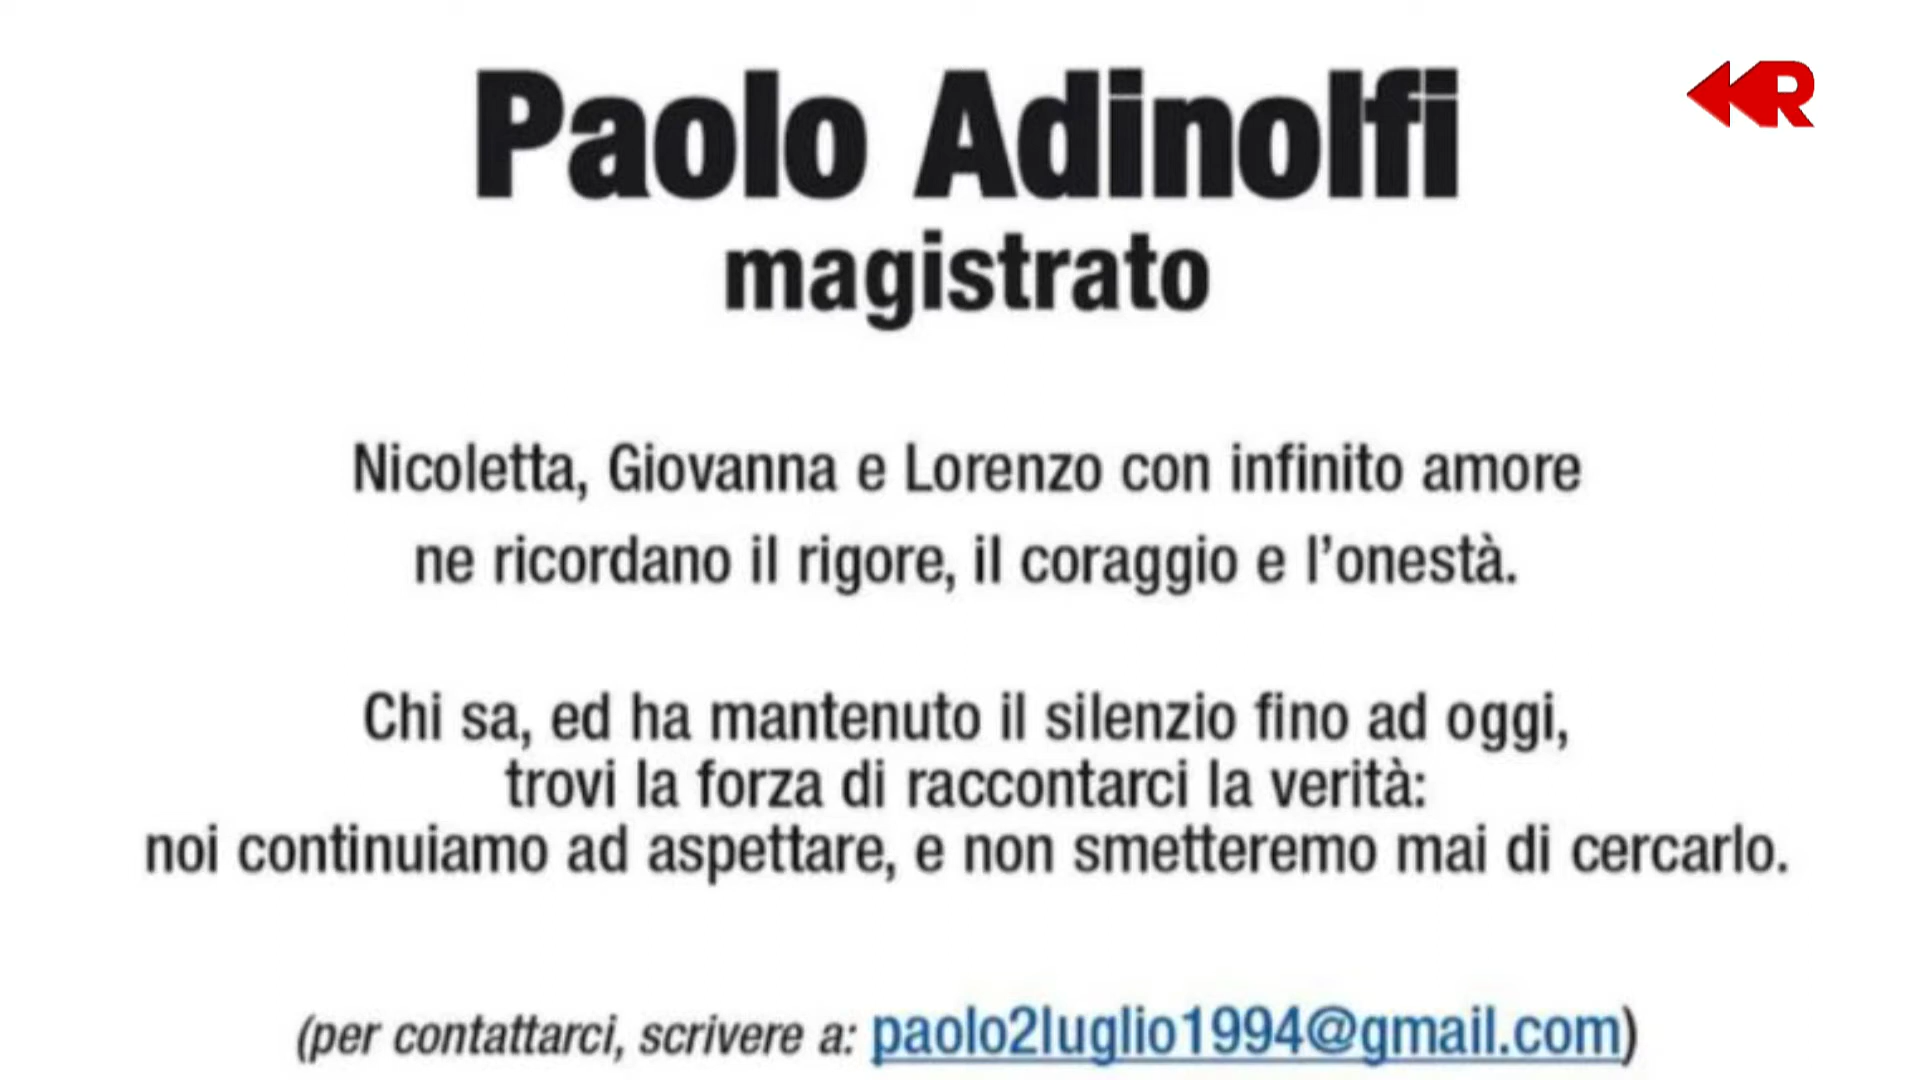 Paolo Adinolfi
R
magistrato
Nicoletta, Giovanna e Lorenzo con infinito amore
ne ricordano il rigore, il coraggio e l’onestà.
Chi sa, ed ha mantenuto il silenzio fino ad oggi,
trovi la forza di raccontarci la verità:
noi continuiamo ad aspettare, e non smetteremo mai di cercarlo.
(per contattarci, scrivere a: paolo2luglio1994@gmail.com)